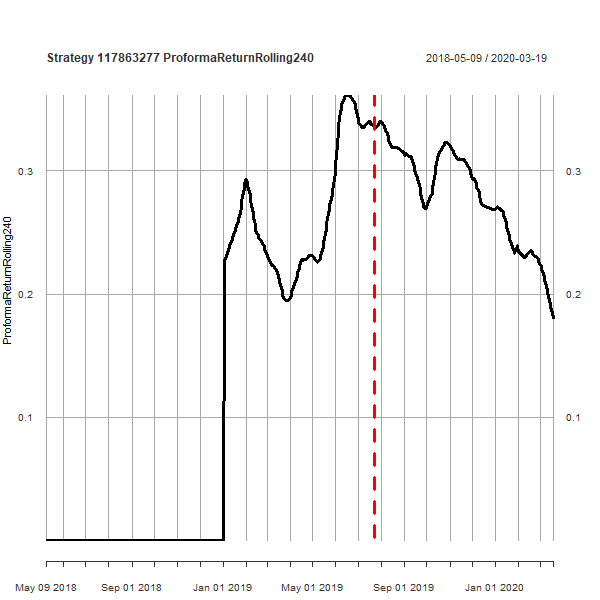 Strategy 117863277 ProformaReturnRolling240
2018-05-09 / 2020-03-19
ProformaReturnRolling240
0.3
0.2
0.1
0.3
0.2
0.1
May 09 2018
Sep 01 2018
Jan 01 2019
May 01 2019
Sep 01 2019
Jan 01 2020